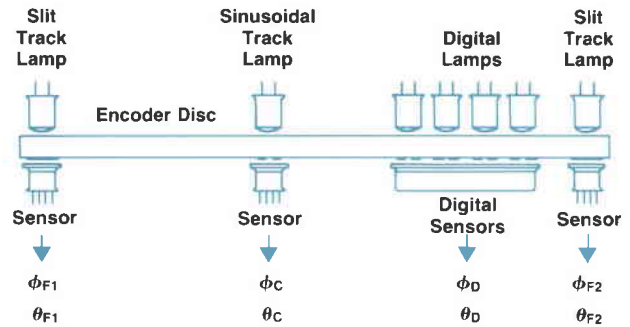 Slit
Track
Lamp
Sinusoidal
Track
Lamp
Digital
Lamps
Slit
Track
Lamp
Encoder Disc
Sensor
Sensor
Digital
Sensors
Sensor
ϕF1
ϕC
ϕD
ϕF2
θF1
θC
θD
θF2